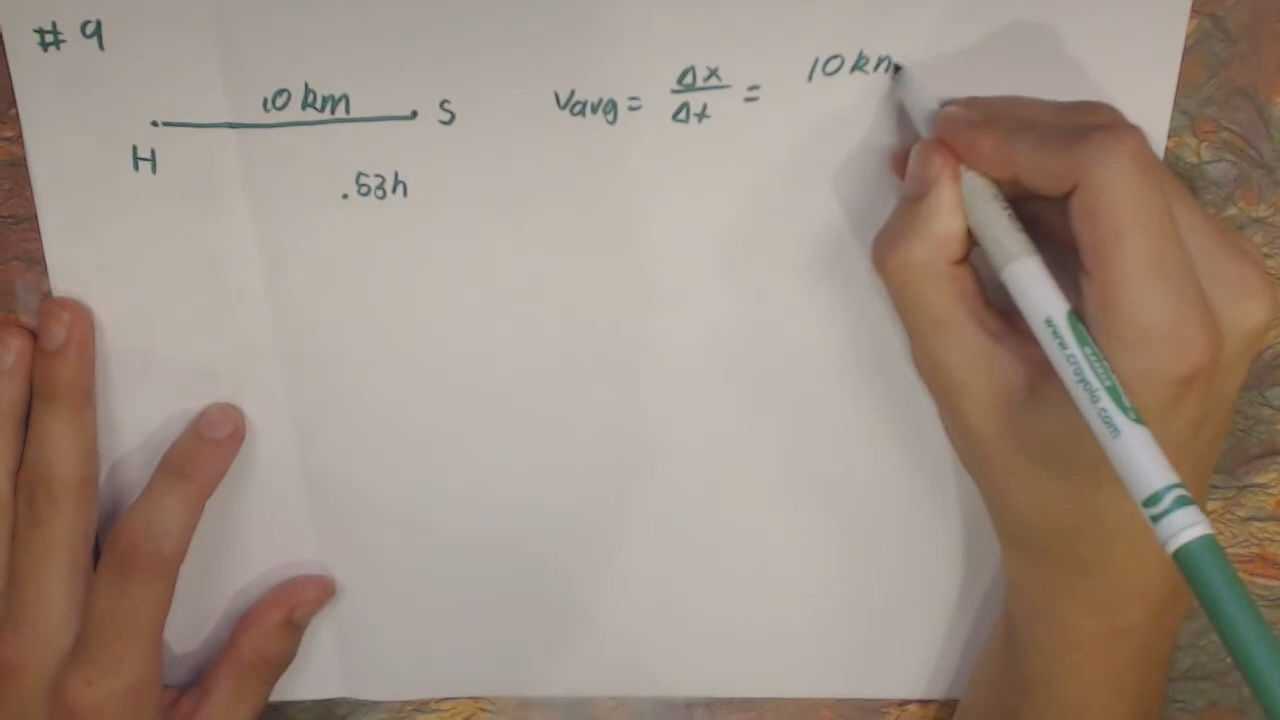 # 9
10 km
H S
.53h
Vavg = Δx/Δt = 10 km
www.crayola.com